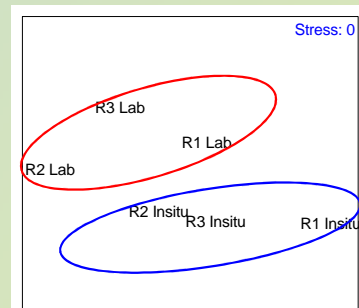 Stress: 0
R3 Lab
R1 Lab
R2 Lab
R2 Insitu
R3 Insitu
R1 Insitu